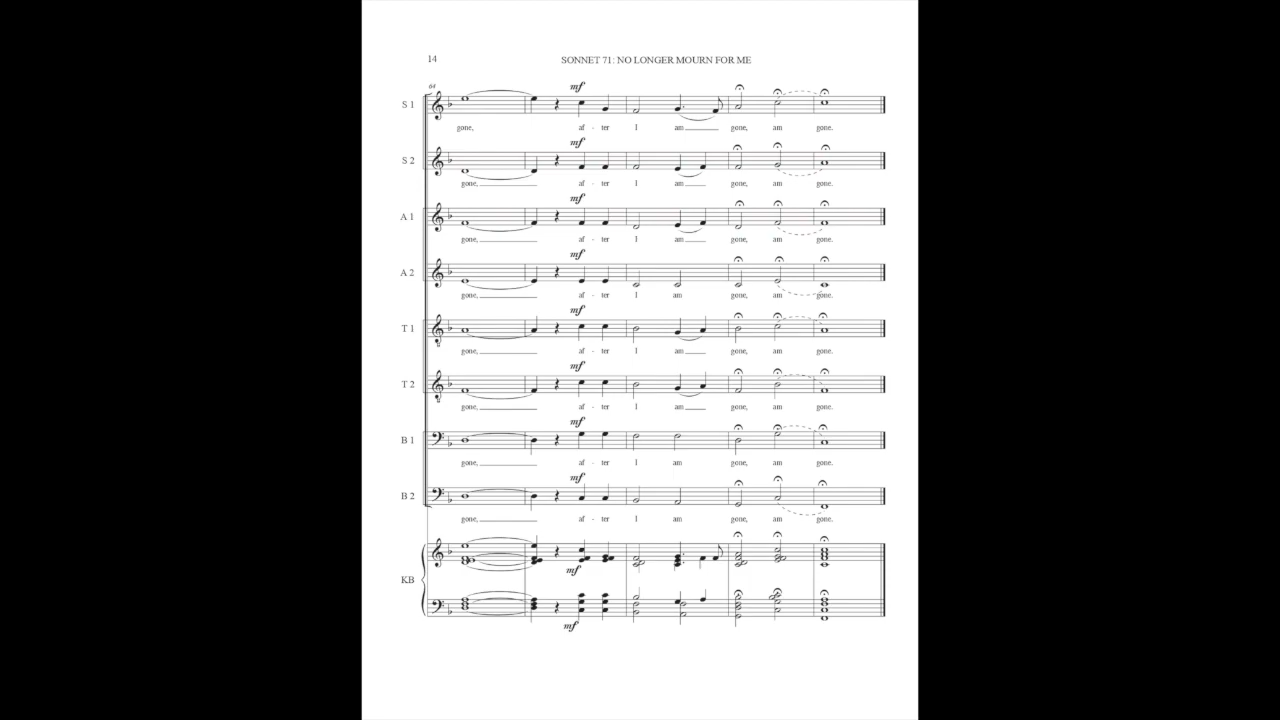 14
SONNET 71: NO LONGER MOURN FOR ME
64
mf
S 1
gone, af - ter I am gone, am gone.
mf
S 2
gone, af - ter I am gone, am gone.
mf
A 1
gone, af - ter I am gone, am gone.
mf
A 2
gone, af - ter I am gone, am gone.
mf
T 1
gone, af - ter I am gone, am gone.
mf
T 2
gone, af - ter I am gone, am gone.
mf
B 1
gone, af - ter I am gone, am gone.
mf
B 2
gone, af - ter I am gone, am gone.
mf
KB
mf